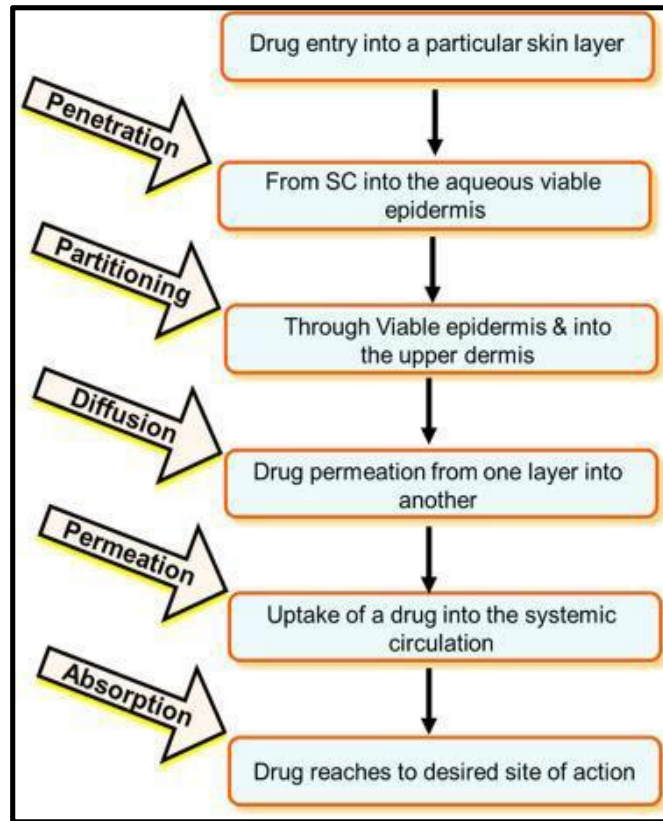 Drug entry into a particular skin layer
Penetration
From SC into the aqueous viable
epidermis
Partitioning
Through Viable epidermis & into
the upper dermis
Diffusion
Drug permeation from one layer into
another
Permeation
Uptake of a drug into the systemic
circulation
Absorption
Drug reaches to desired site of action